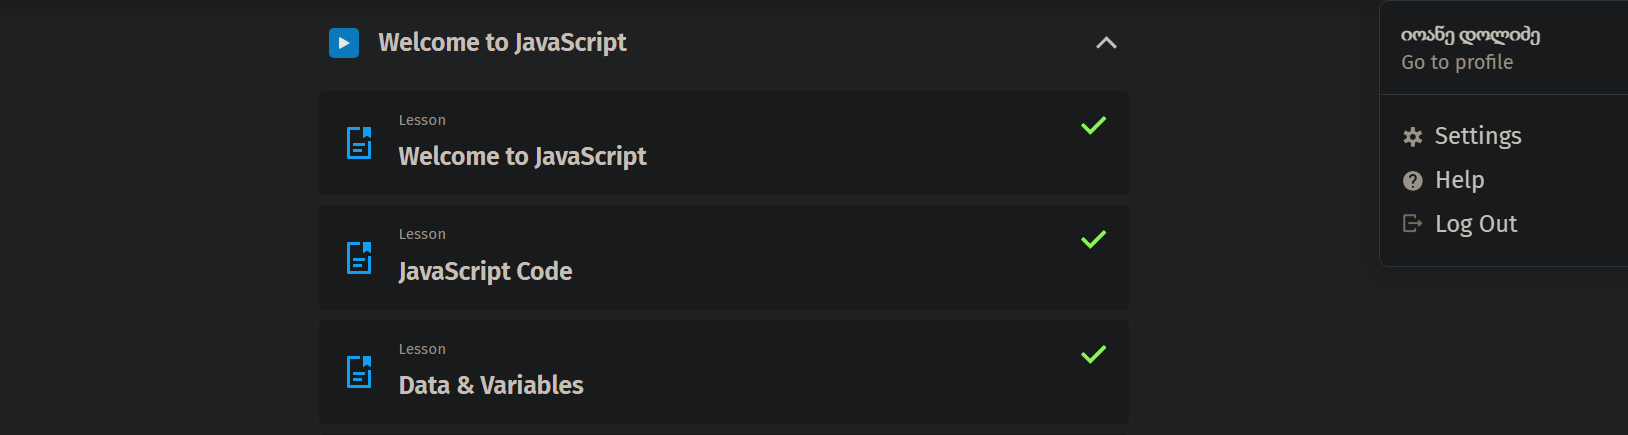 Welcome to JavaScript
Lesson
Welcome to JavaScript
Lesson
JavaScript Code
Lesson
Data & Variables
იოანე დოლიძე
Go to profile
Settings
Help
Log Out